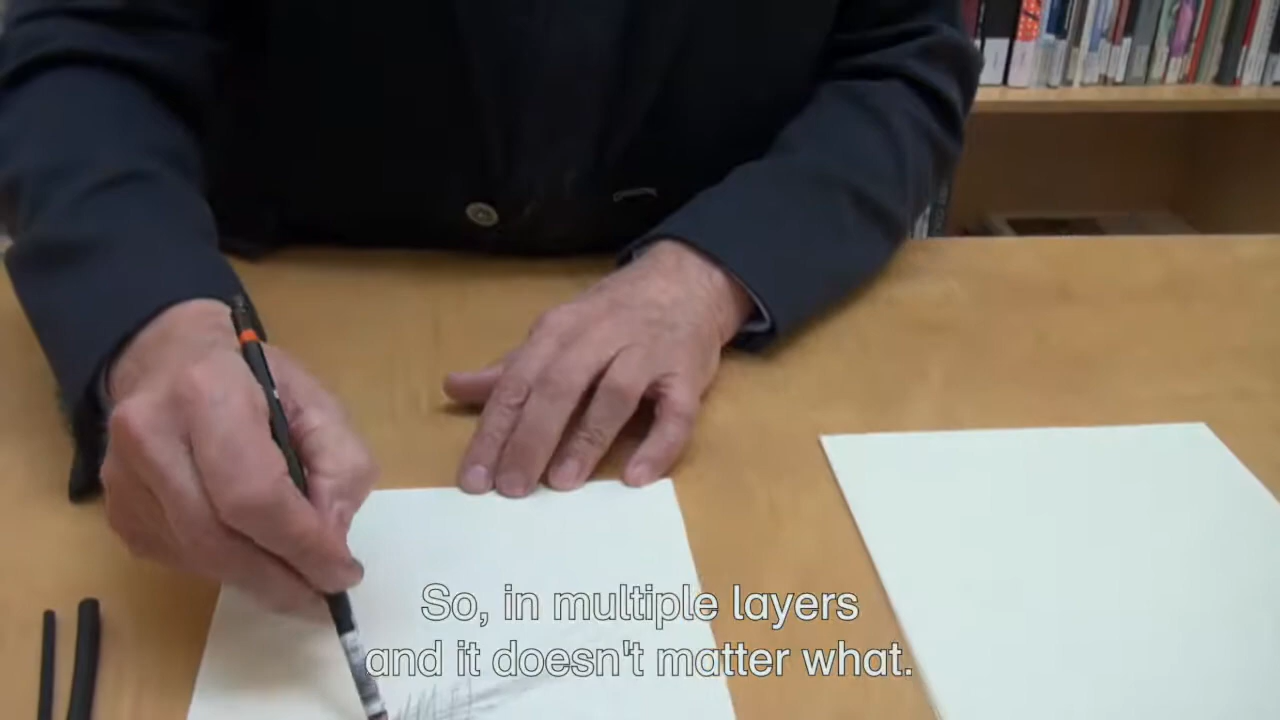 So, in multiple layers
and it doesn't matter what.